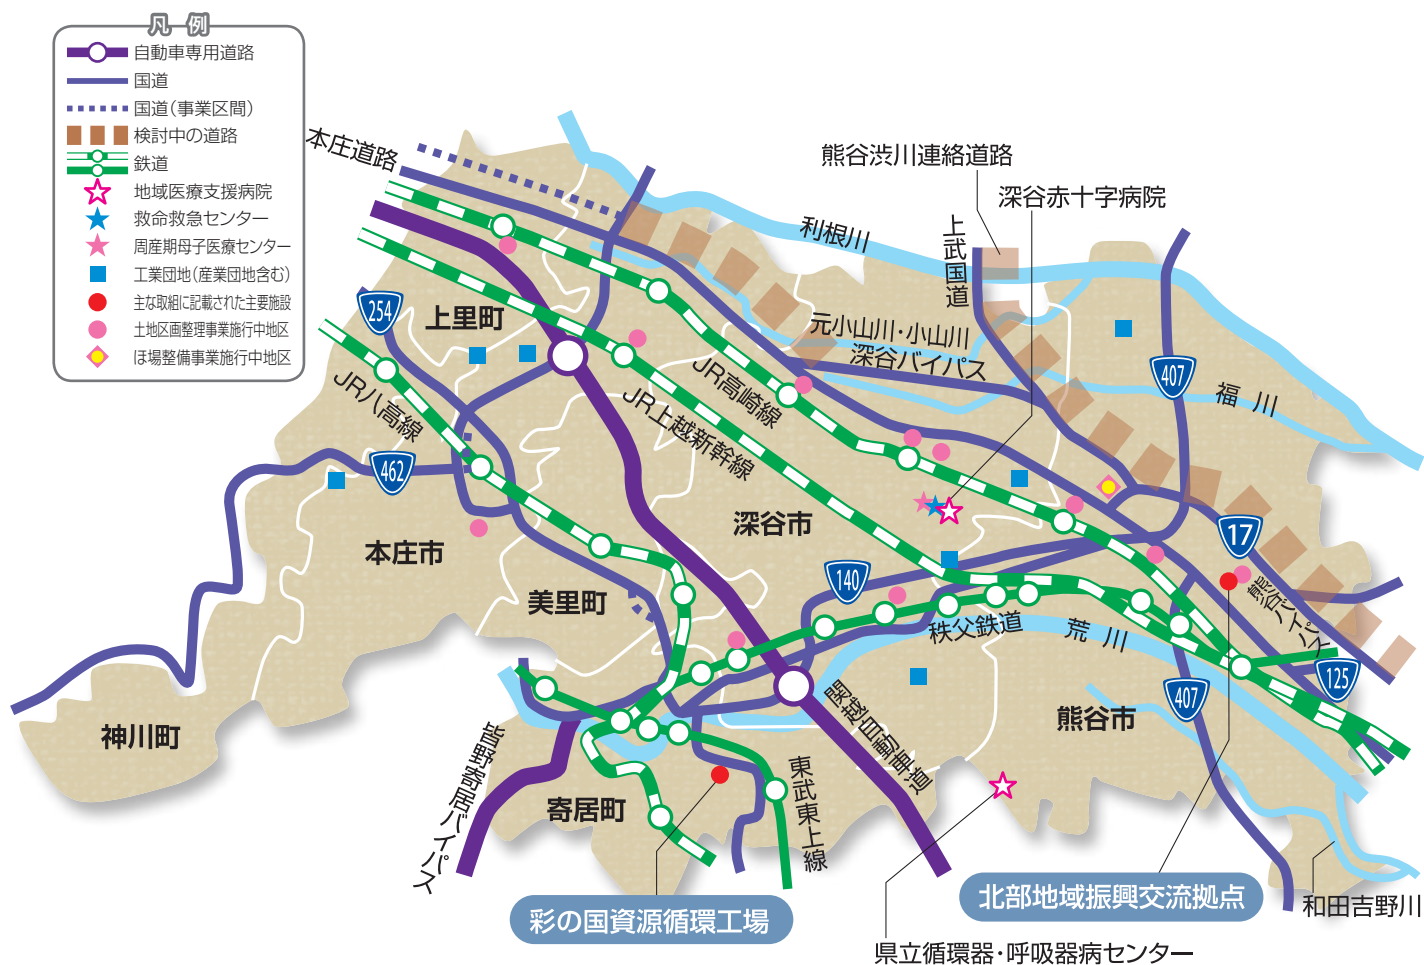 凡例
自動車専用道路
国道
国道(事業区間)
検討中の道路
鉄道
地域医療支援病院
救命救急センター
周産期母子医療センター
工業団地(産業団地含む)
主な取組に記載された主要施設
土地区画整理事業施行中地区
ほ場整備事業施行中地区
本庄道路
熊谷渋川連絡道路
深谷赤十字病院
利根川
上武国道
254
上里町
元小山川・小山川
深谷バイパス
407
福川
JR八高線
JR高崎線
JR上越新幹線
462
深谷市
17
本庄市
140
美里町
熊谷バイパス
秩父鉄道
荒川
125
407
神川町
関越自動車道
熊谷市
皆野寄居バイパス
寄居町
東武東上線
彩の国資源循環工場
北部地域振興交流拠点
和田吉野川
県立循環器・呼吸器病センター